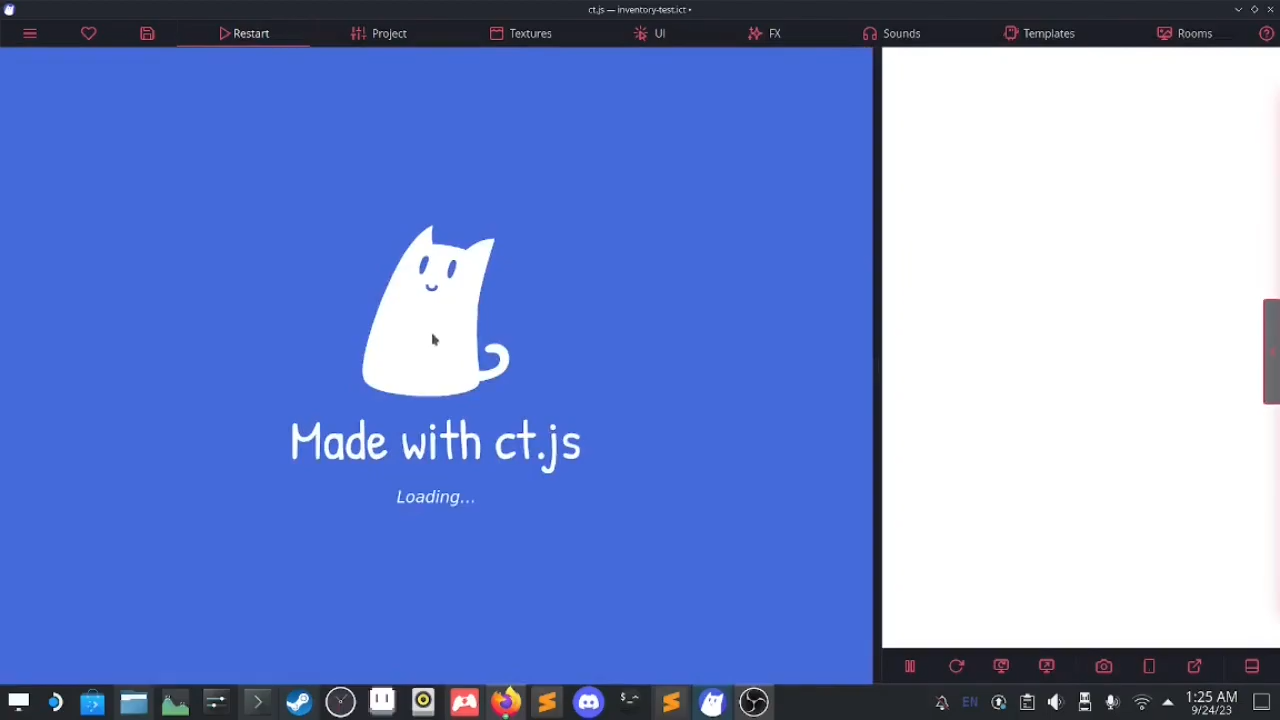 ct.js — inventory-test.ict •
Restart
Project
Textures
UI
FX
Sounds
Templates
Rooms
Made with ct.js
Loading...
EN
1:25 AM
9/24/23